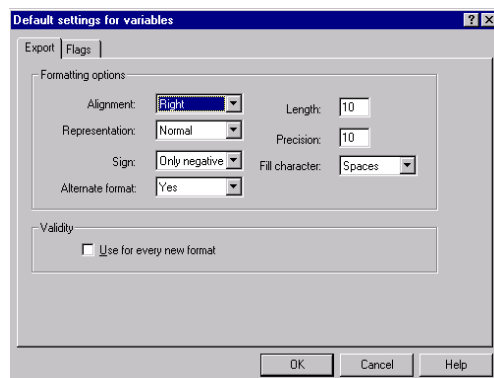 Default settings for variables
Export Flags
Formatting options
Alignment: Right Length: 10
Representation: Normal Precision: 10
Sign: Only negative Fill character: Spaces
Alternate format: Yes
Validity
Use for every new format
OK Cancel Help